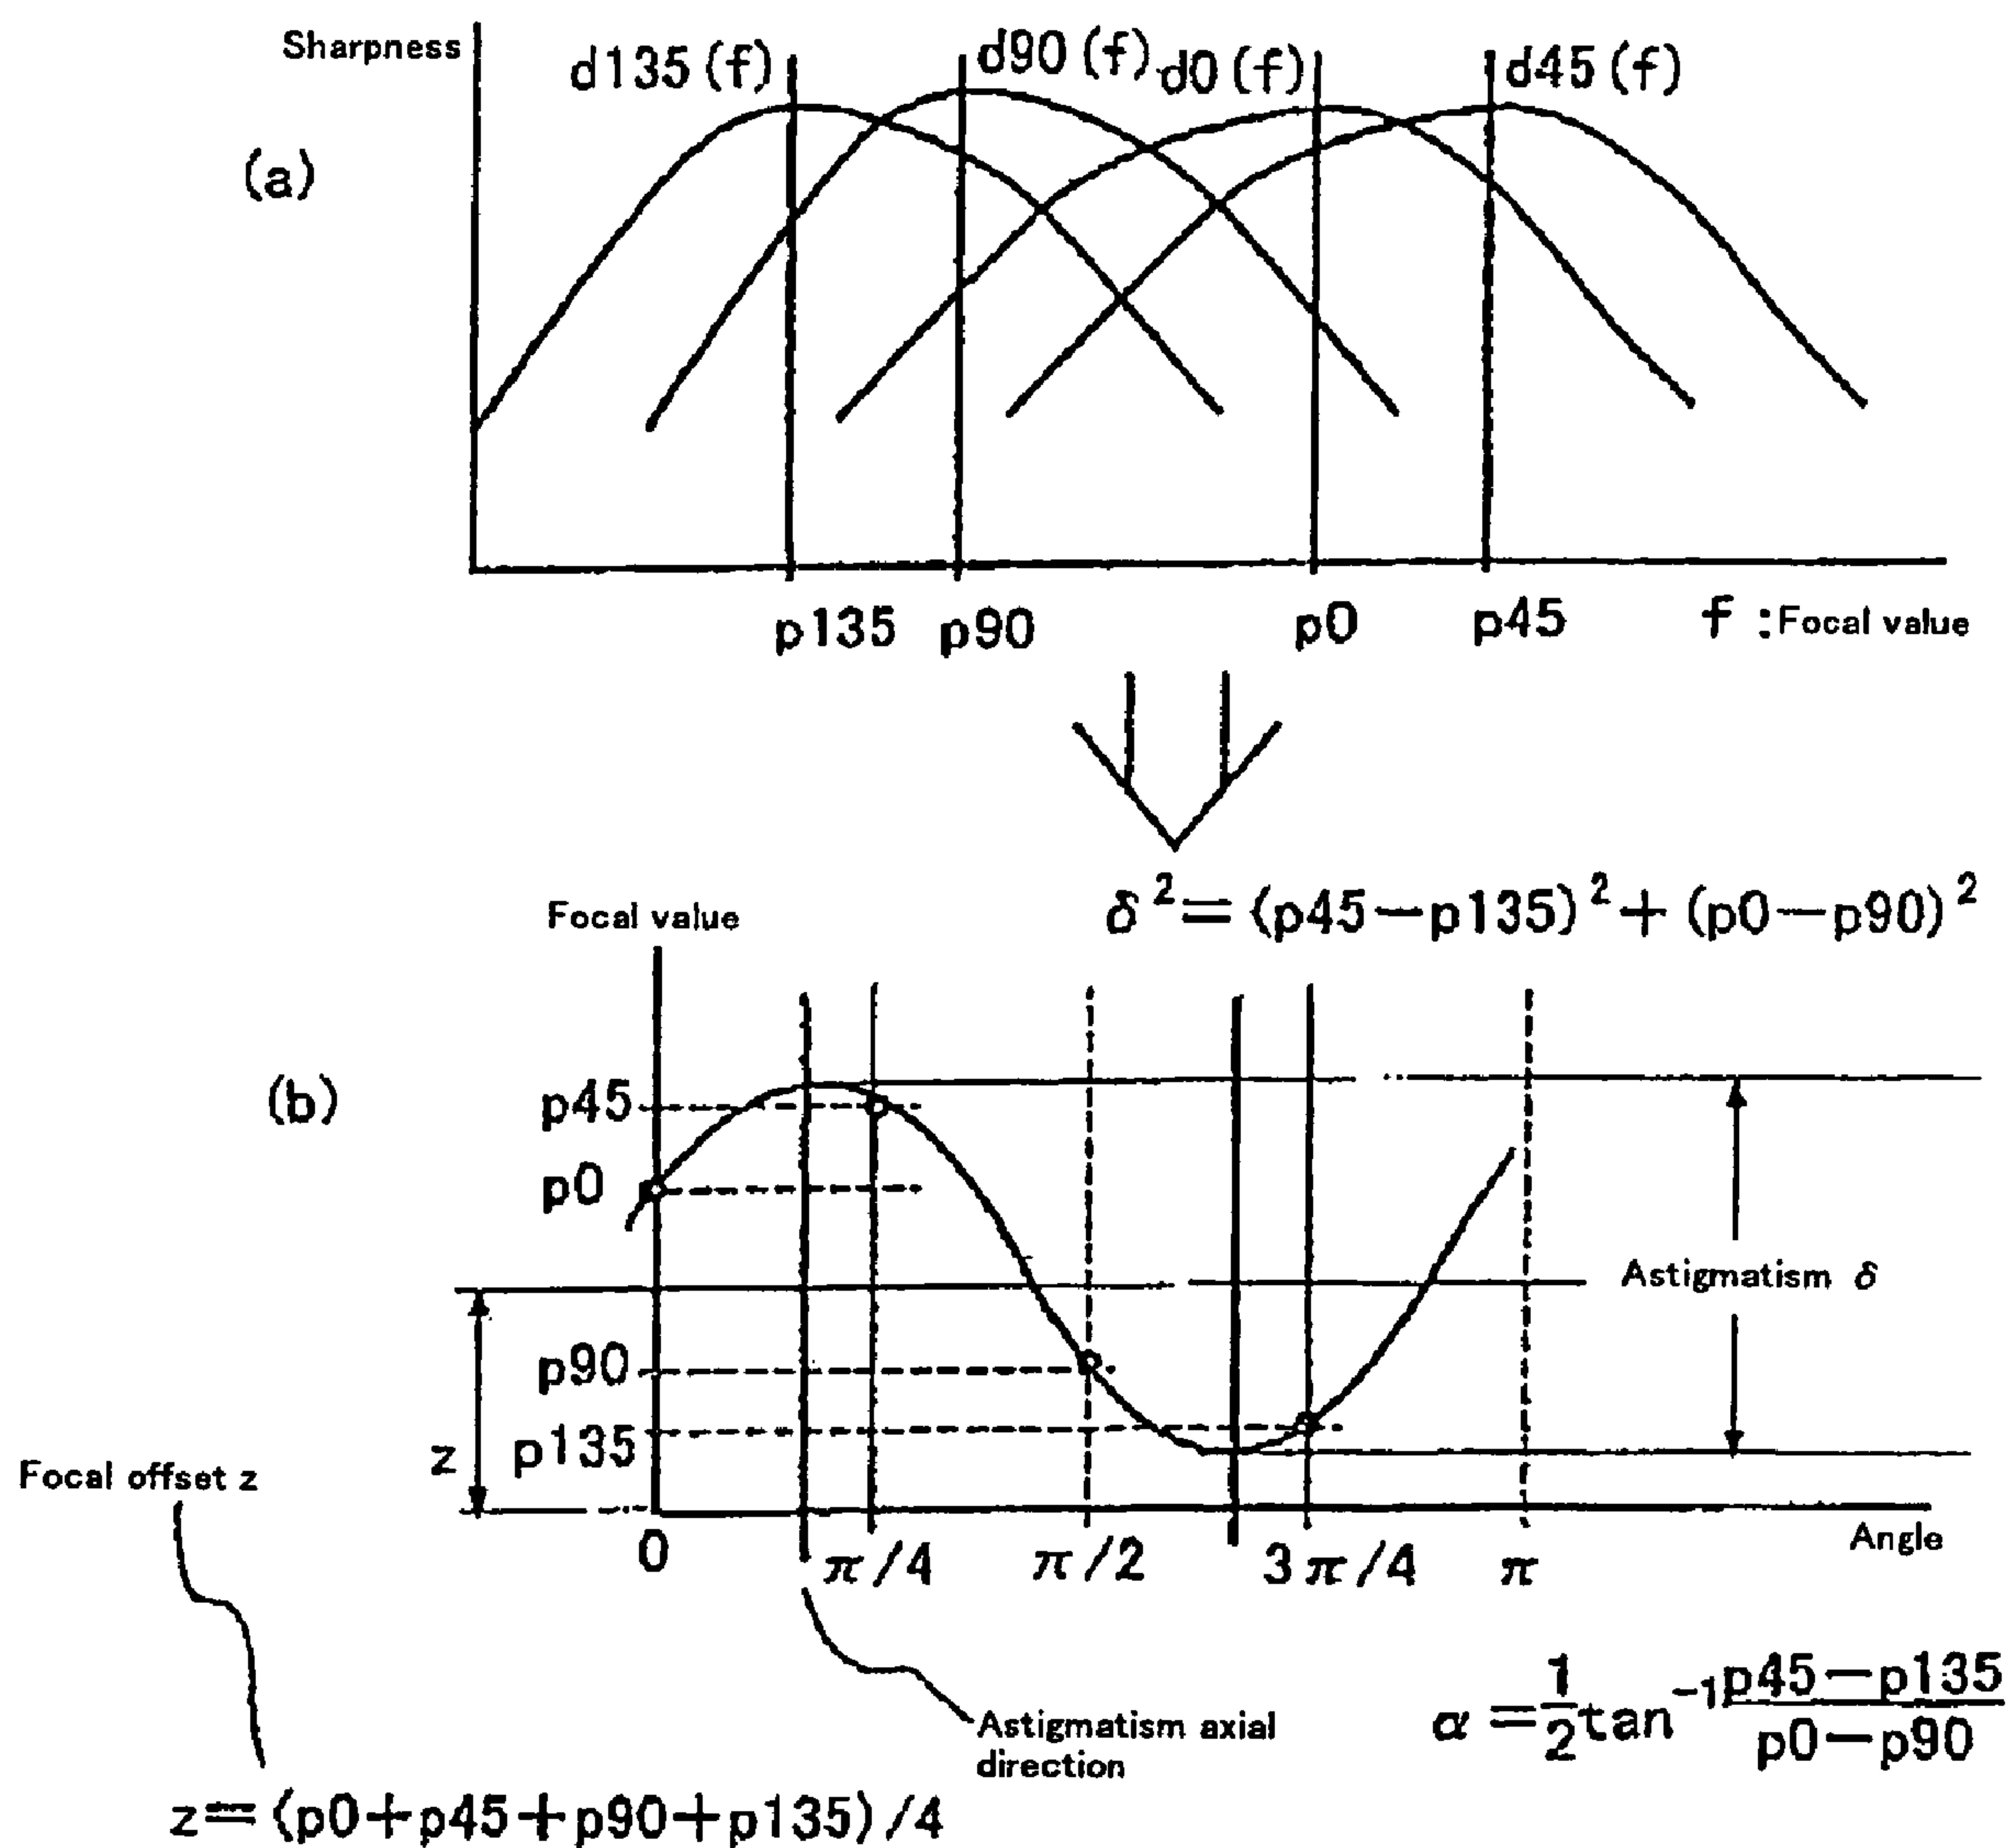 Sharpness
d135(f) d90(f) d0(f) d45(f)
(a)
p135 p90 p0 p45 f :Focal value
δ²=(p45−p135)²+(p0−p90)²
Focal value
(b)
p45
p0
Astigmatism δ
p90
p135
z
Focal offset z
Angle
0 π/4 π/2 3π/4 π
Astigmatism axial
direction
α=1/2 tan⁻¹ p45−p135/p0−p90
z=(p0+p45+p90+p135)/4